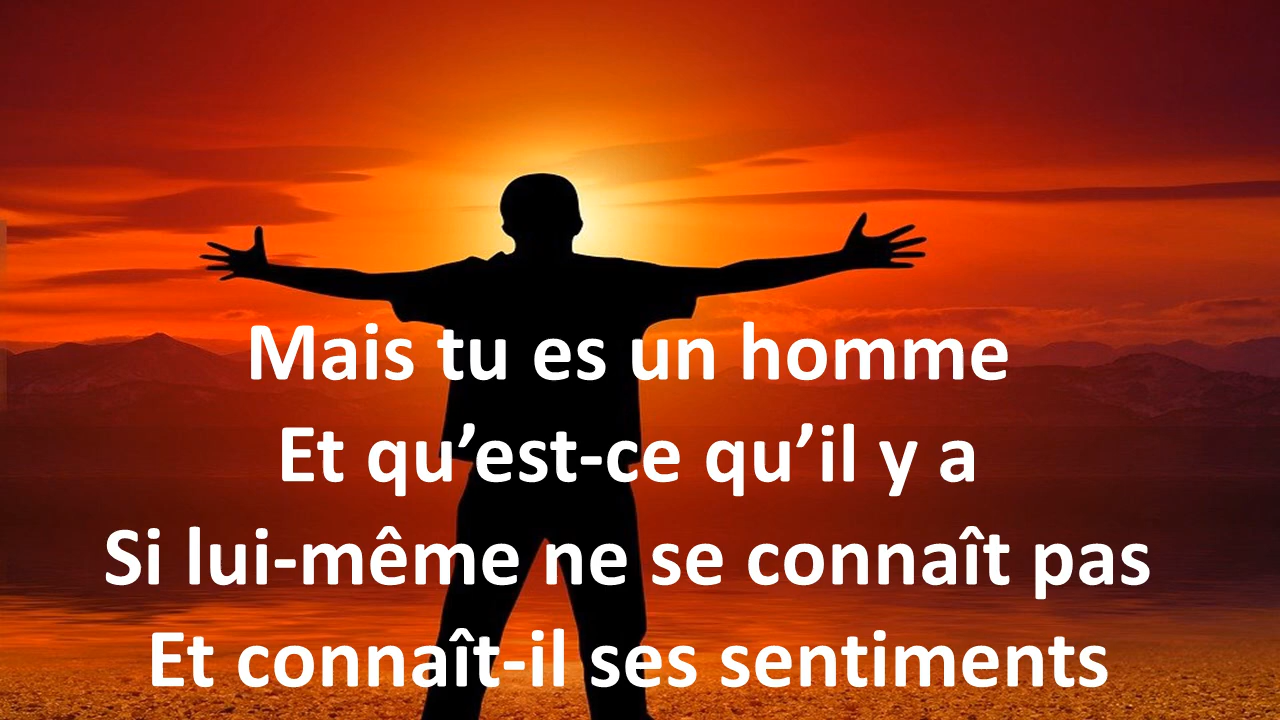 Mais tu es un homme
Et qu’est-ce qu’il y a
Si lui-même ne se connaît pas
Et connaît-il ses sentiments